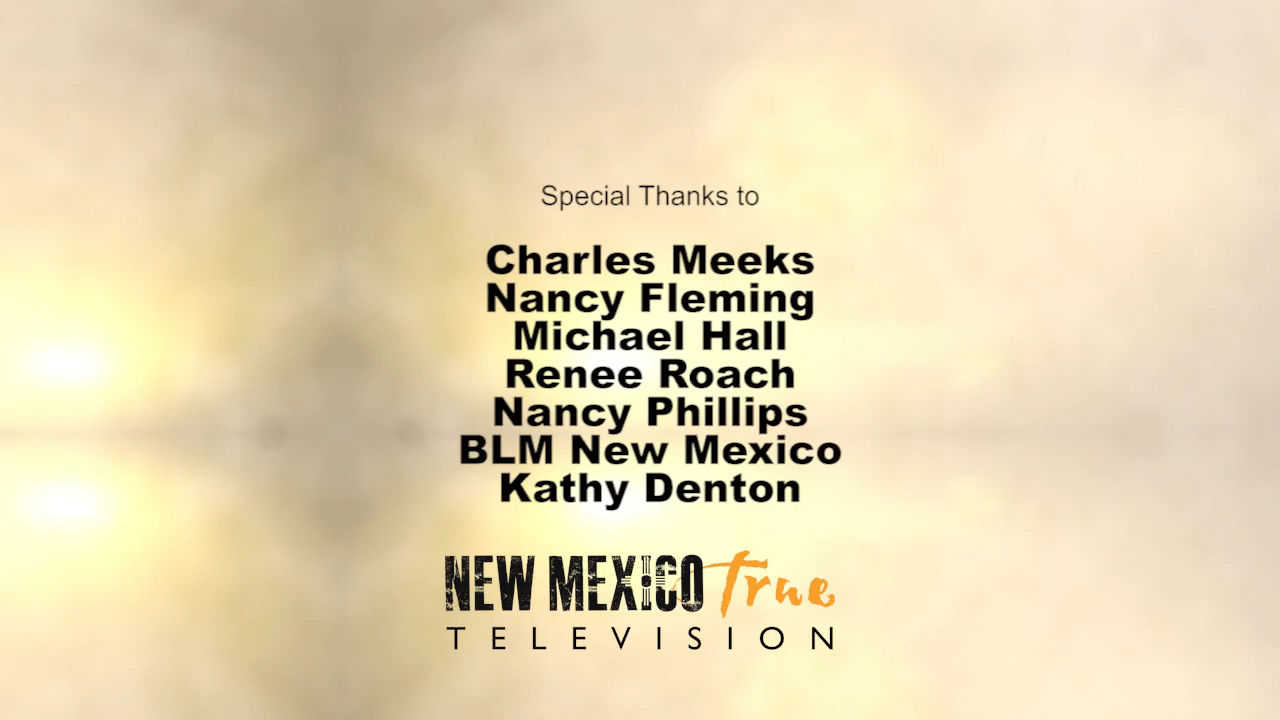 Special Thanks to
Charles Meeks
Nancy Fleming
Michael Hall
Renee Roach
Nancy Phillips
BLM New Mexico
Kathy Denton
NEW MEXICO True
TELEVISION